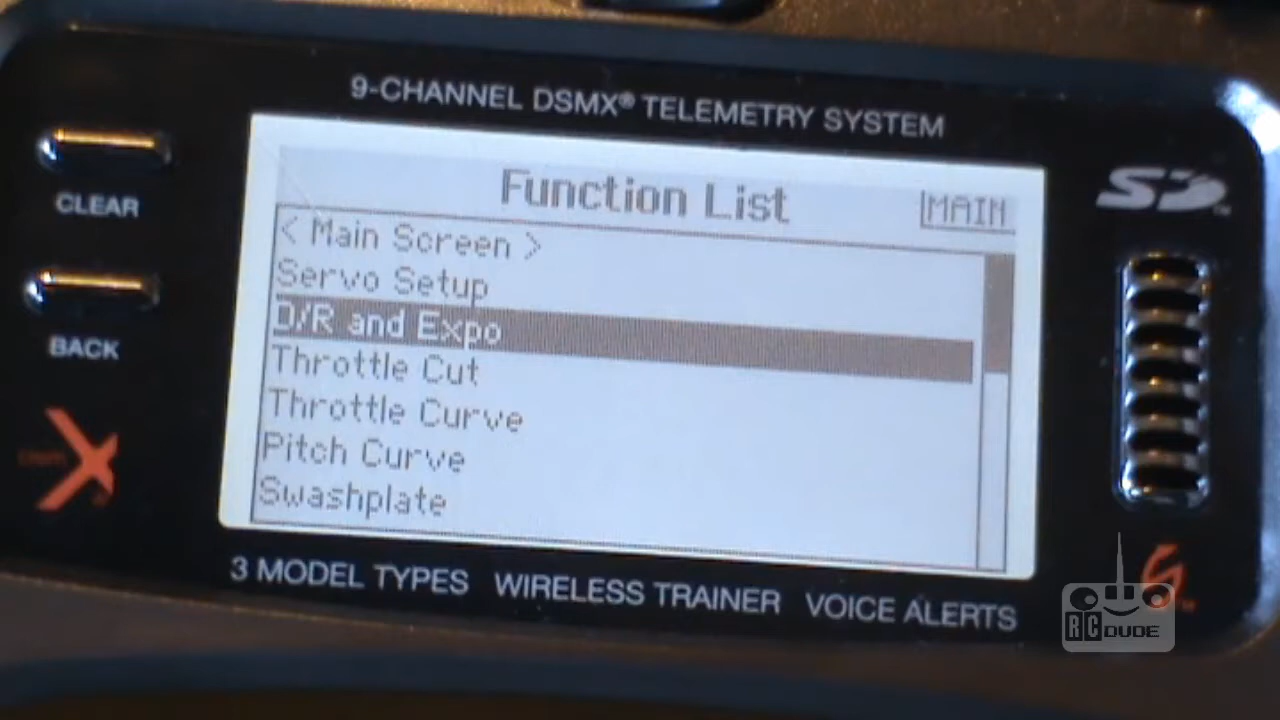 9-CHANNEL DSMX® TELEMETRY SYSTEM
CLEAR
BACK
Function List
MAIN
< Main Screen >
Servo Setup
D/R and Expo
Throttle Cut
Throttle Curve
Pitch Curve
Swashplate
SD
3 MODEL TYPES WIRELESS TRAINER VOICE ALERTS
RC DUDE